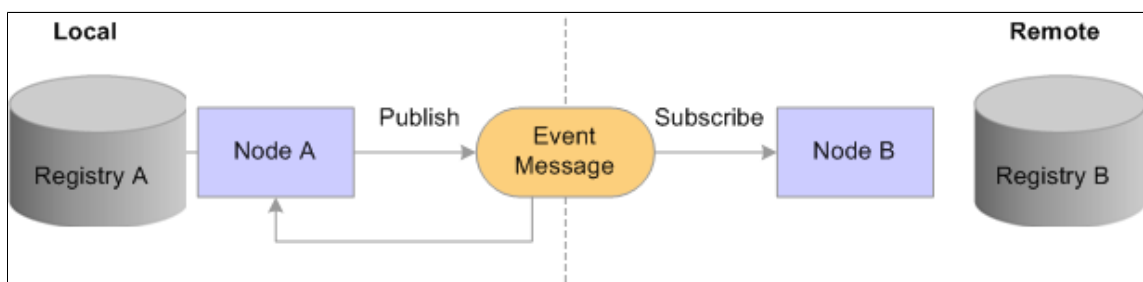 Local
Remote
Publish
Subscribe
Event
Message
Node A
Node B
Registry A
Registry B